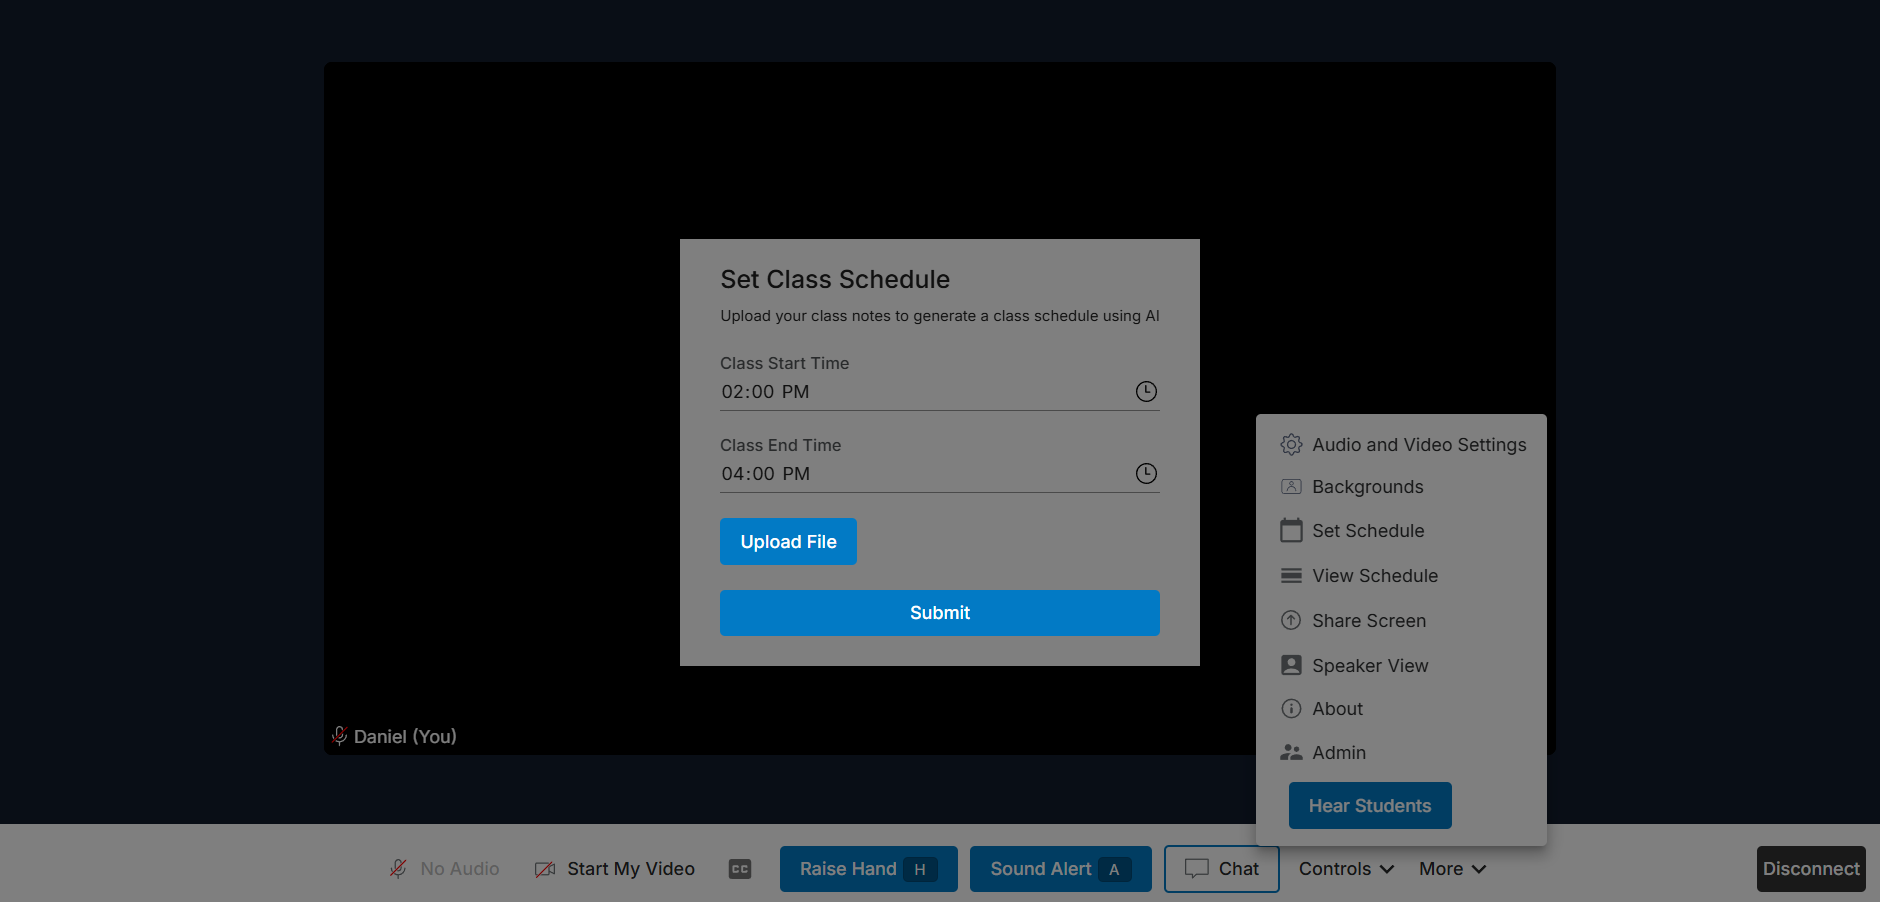 Set Class Schedule
Upload your class notes to generate a class schedule using AI
Class Start Time
02:00 PM
Class End Time
04:00 PM
Upload File
Submit
Audio and Video Settings
Backgrounds
Set Schedule
View Schedule
Share Screen
Speaker View
About
Admin
Hear Students
Daniel (You)
No Audio
Start My Video
CC
Raise Hand H
Sound Alert A
Chat
Controls
More
Disconnect